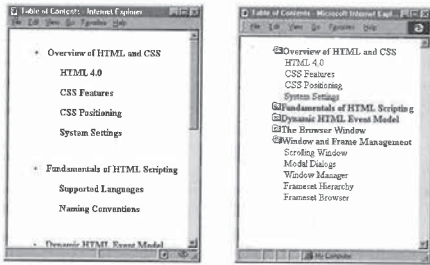 Table of Contents - Internet Explorer
File Edit View Go Favorites Help
Overview of HTML and CSS
HTML 4.0
CSS Features
CSS Positioning
System Settings
Fundamentals of HTML Scripting
Supported Languages
Naming Conventions
Dynamic HTML Event Model
Table of Contents - Microsoft Internet Expl...
File Edit View Go Favorites Help
Overview of HTML and CSS
HTML 4.0
CSS Features
CSS Positioning
System Settings
Fundamentals of HTML Scripting
Dynamic HTML Event Model
The Browser Window
Window and Frame Management
Scrolling Window
Modal Dialogs
Window Manager
Frameset Hierarchy
Frameset Browser
My Computer